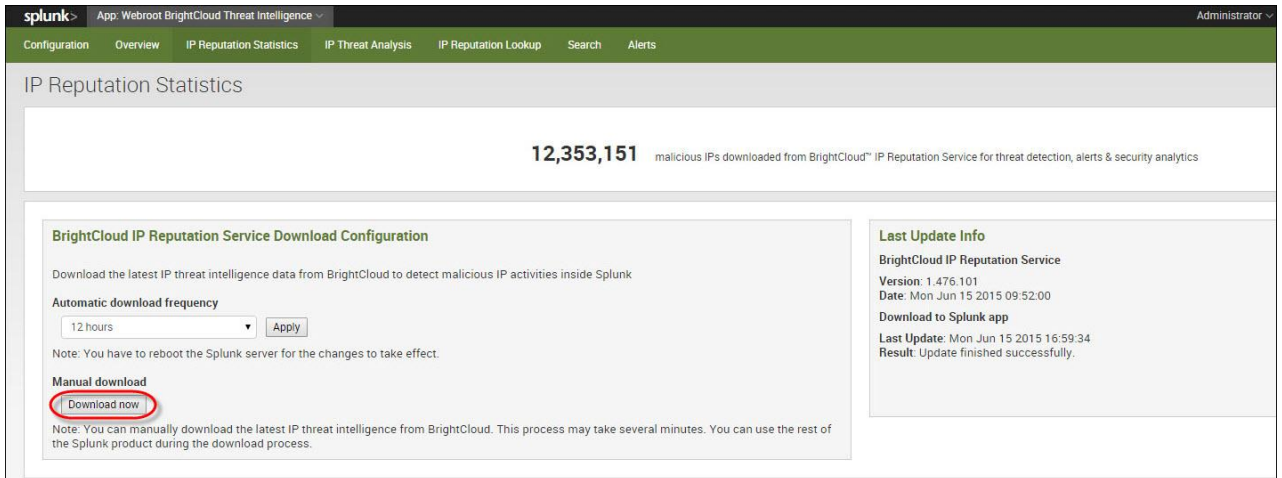 splunk> App: Webroot BrightCloud Threat Intelligence Administrator
Configuration Overview IP Reputation Statistics IP Threat Analysis IP Reputation Lookup Search Alerts
IP Reputation Statistics
12,353,151 malicious IPs downloaded from BrightCloud™ IP Reputation Service for threat detection, alerts & security analytics
BrightCloud IP Reputation Service Download Configuration
Download the latest IP threat intelligence data from BrightCloud to detect malicious IP activities inside Splunk
Automatic download frequency
12 hours Apply
Note: You have to reboot the Splunk server for the changes to take effect.
Manual download
Download now
Note: You can manually download the latest IP threat intelligence from BrightCloud. This process may take several minutes. You can use the rest of
the Splunk product during the download process.
Last Update Info
BrightCloud IP Reputation Service
Version: 1.476.101
Date: Mon Jun 15 2015 09:52:00
Download to Splunk app
Last Update: Mon Jun 15 2015 16:59:34
Result: Update finished successfully.